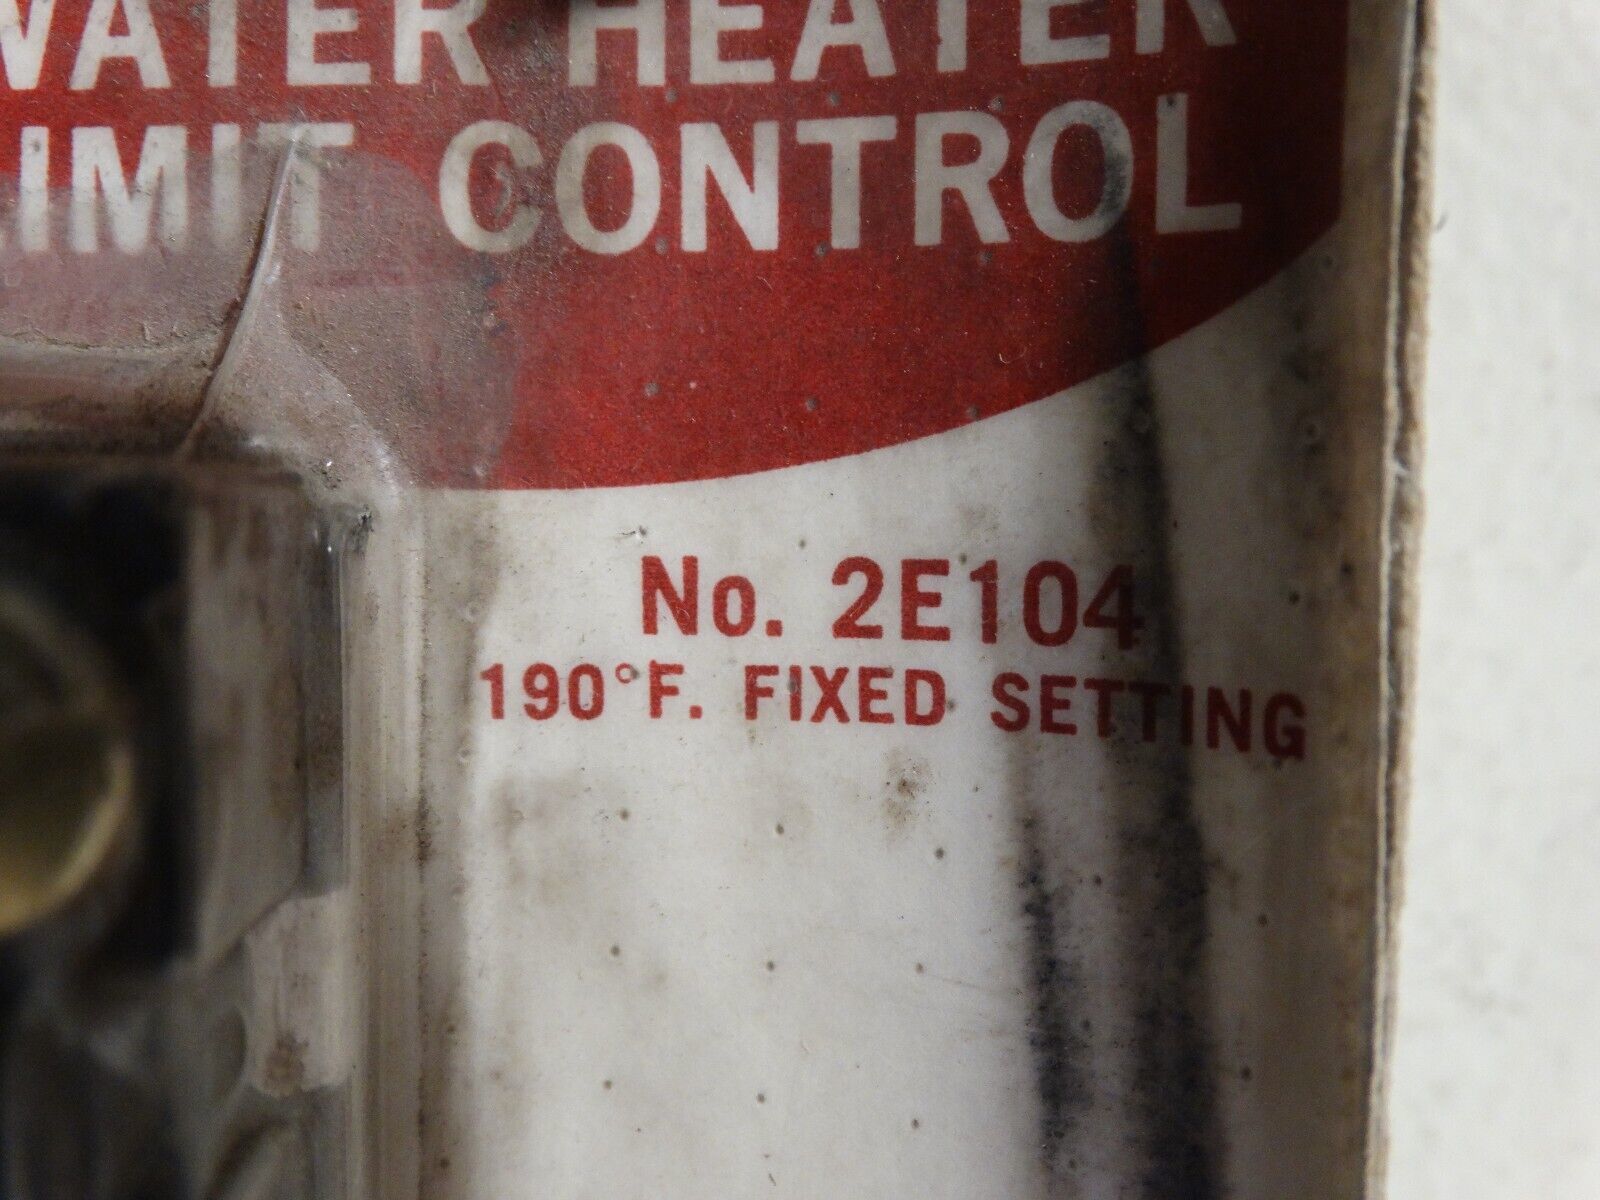 WATER HEATER
LIMIT CONTROL
No. 2E104
190°F. FIXED SETTING